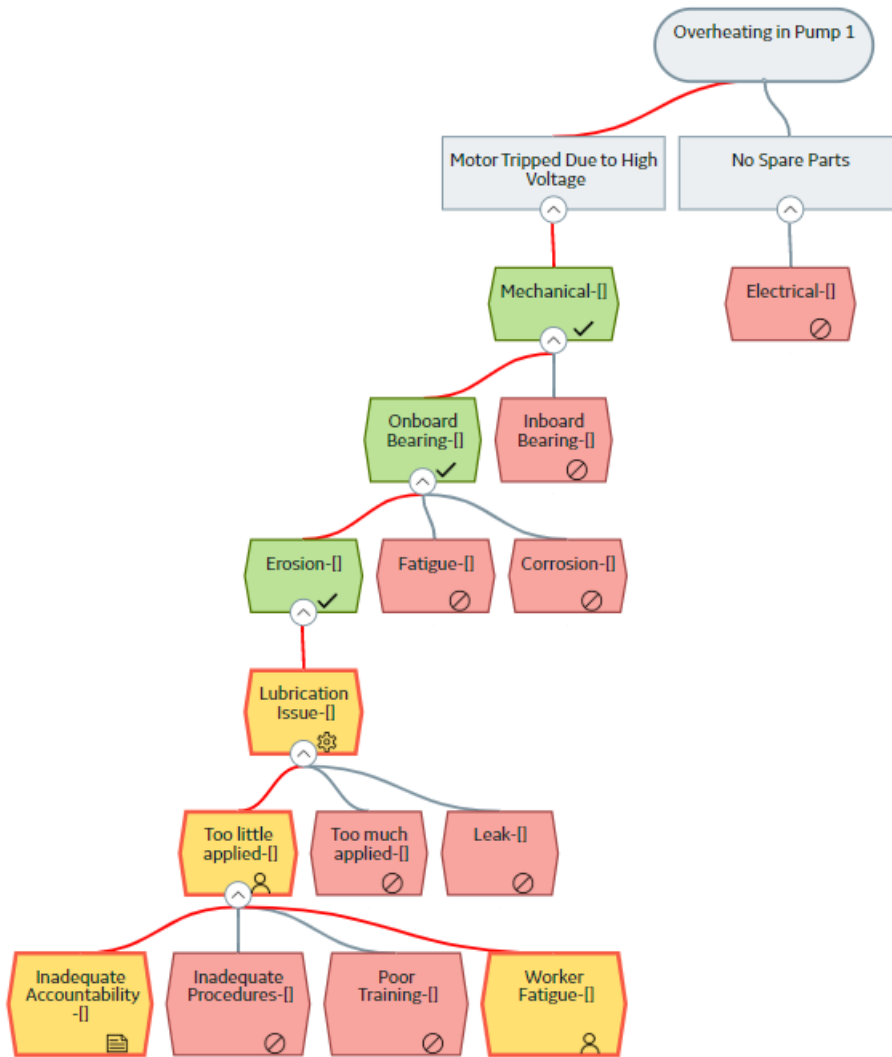 Overheating in Pump 1
Motor Tripped Due to High
Voltage
No Spare Parts
Mechanical-[]
Electrical-[]
Onboard
Bearing-[]
Inboard
Bearing-[]
Erosion-[]
Fatigue-[]
Corrosion-[]
Lubrication
Issue-[]
Too little
applied-[]
Too much
applied-[]
Leak-[]
Inadequate
Accountability
-[]
Inadequate
Procedures-[]
Poor
Training-[]
Worker
Fatigue-[]